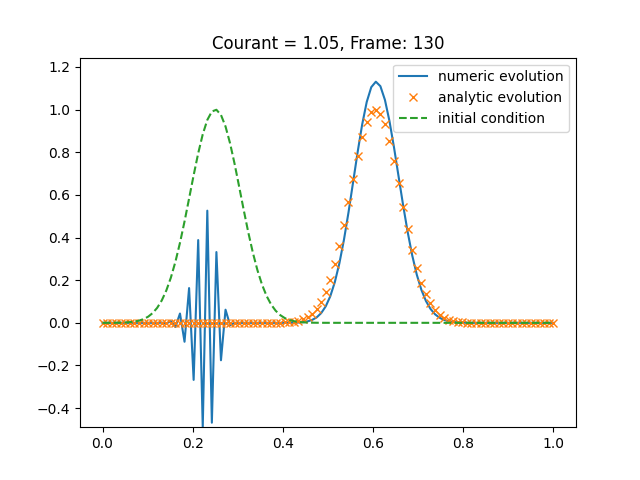 Courant = 1.05, Frame: 130
numeric evolution
analytic evolution
initial condition
1.2
1.0
0.8
0.6
0.4
0.2
0.0
−0.2
−0.4
0.0 0.2 0.4 0.6 0.8 1.0